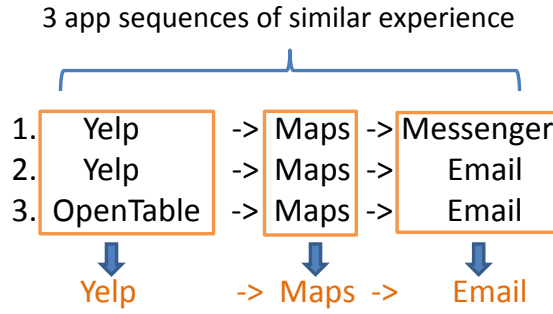 3 app sequences of similar experience
1. Yelp -> Maps -> Messenger
2. Yelp -> Maps -> Email
3. OpenTable -> Maps -> Email
Yelp -> Maps -> Email